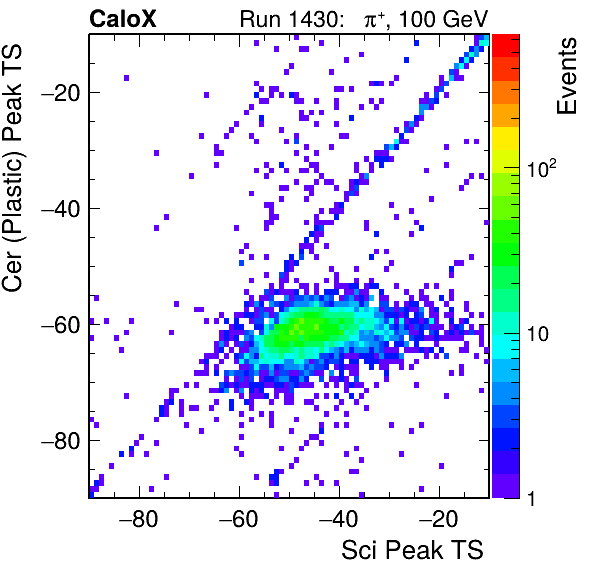 CaloX Run 1430: π⁺, 100 GeV
Cer (Plastic) Peak TS
−20
−40
−60
−80
−80 −60 −40 −20
Sci Peak TS
Events
10²
10
1